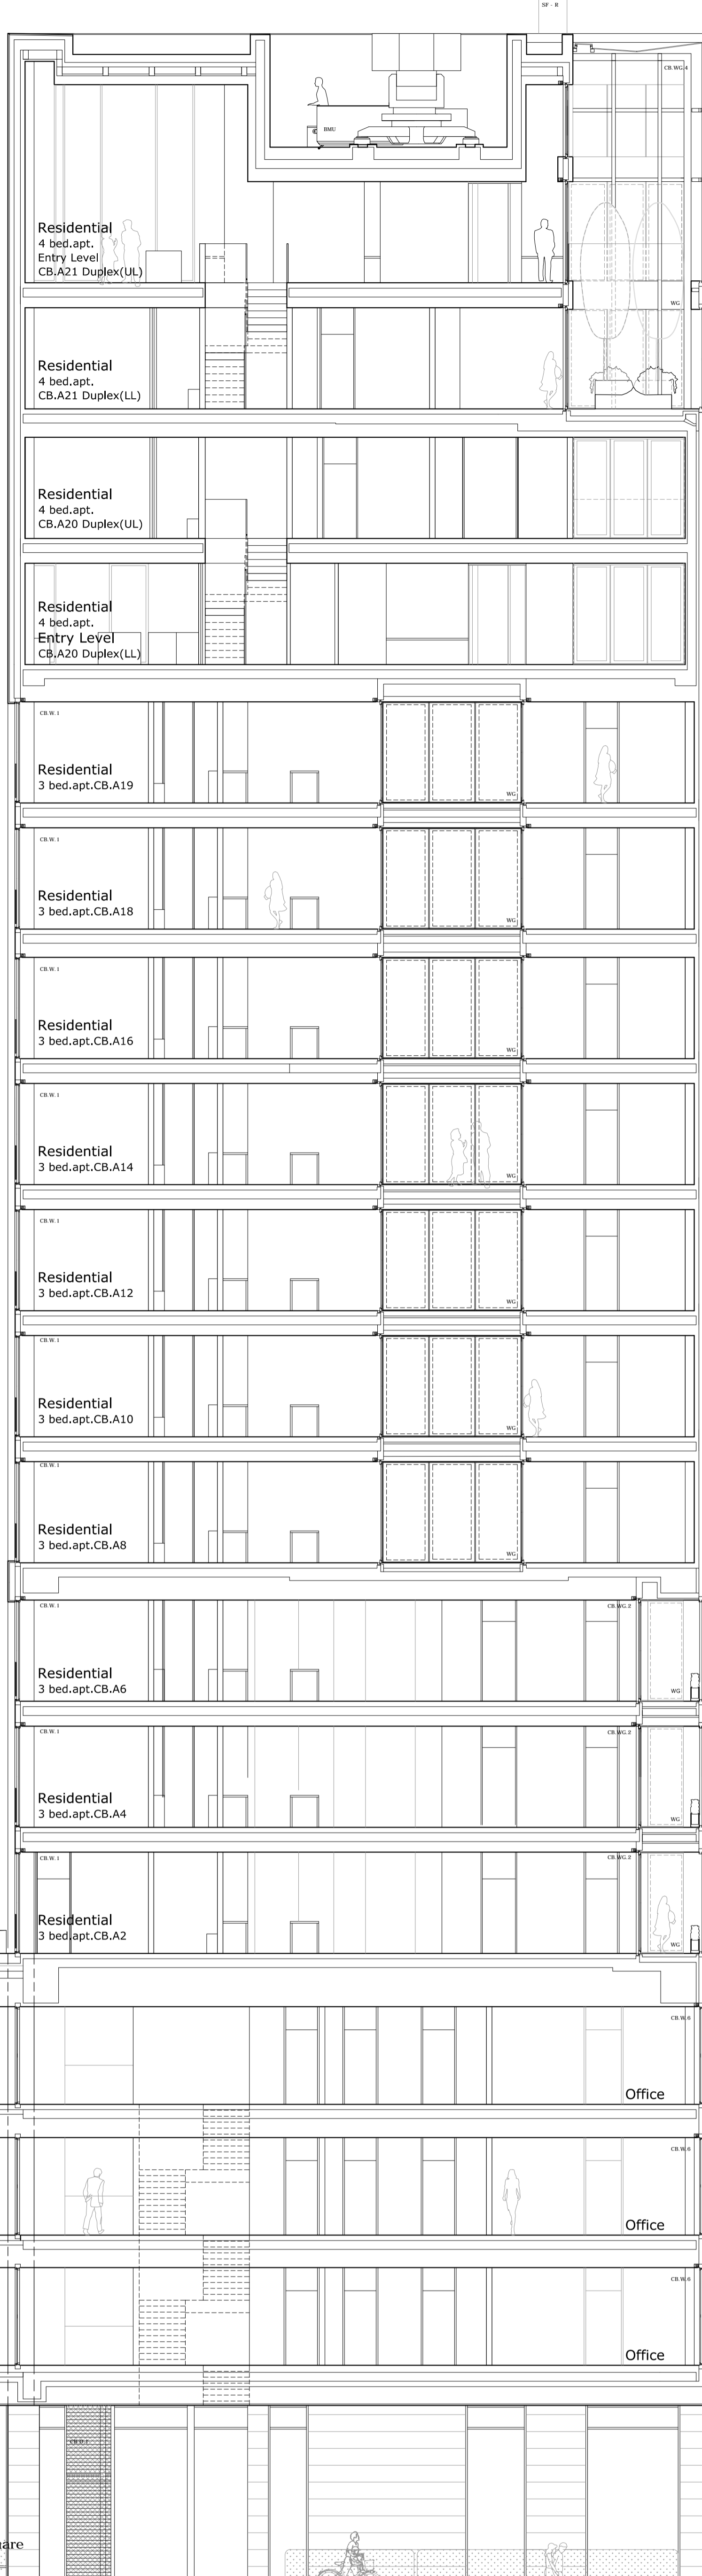 SF - R
CB.WG.4
BMU
Residential
4 bed.apt.
Entry Level
CB.A21 Duplex(UL)
WG
Residential
4 bed.apt.
CB.A21 Duplex(LL)
Residential
4 bed.apt.
CB.A20 Duplex(UL)
Residential
4 bed.apt.
Entry Level
CB.A20 Duplex(LL)
CB.W.1
Residential
3 bed.apt.CB.A19
WG
CB.W.1
Residential
3 bed.apt.CB.A18
WG
CB.W.1
Residential
3 bed.apt.CB.A16
WG
CB.W.1
Residential
3 bed.apt.CB.A14
WG
CB.W.1
Residential
3 bed.apt.CB.A12
WG
CB.W.1
Residential
3 bed.apt.CB.A10
WG
CB.W.1
Residential
3 bed.apt.CB.A8
WG
CB.W.1
CB.WG.2
Residential
3 bed.apt.CB.A6
WG
CB.W.1
CB.WG.2
Residential
3 bed.apt.CB.A4
WG
CB.W.1
CB.WG.2
Residential
3 bed.apt.CB.A2
WG
CB.W.6
Office
CB.W.6
Office
CB.W.6
Office